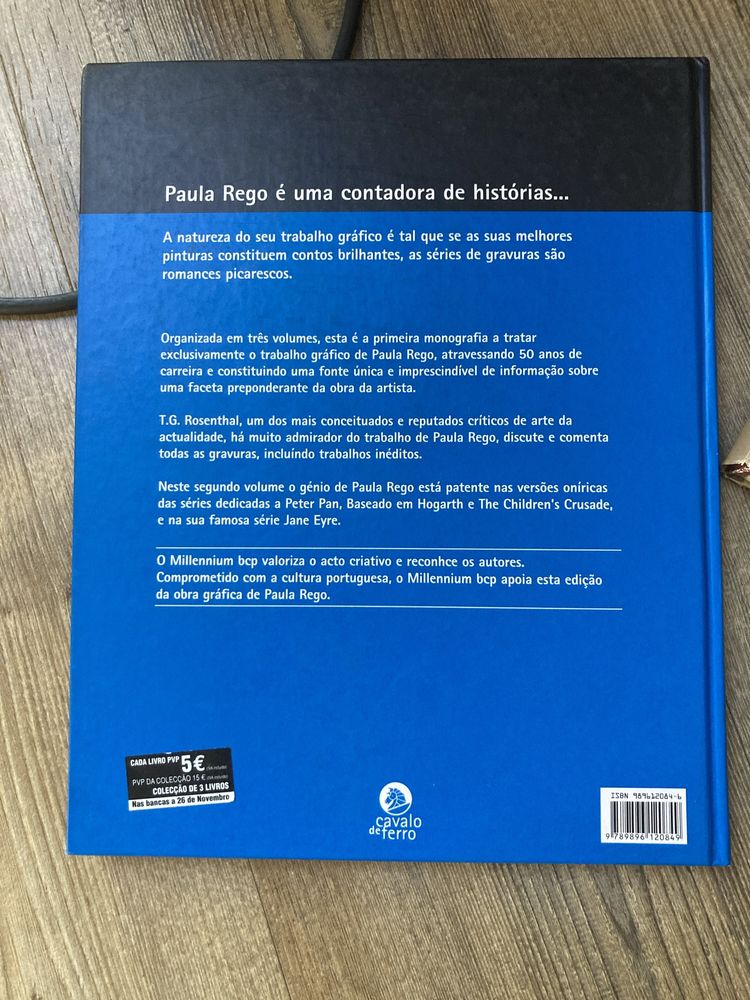 Paula Rego é uma contadora de histórias...
A natureza do seu trabalho gráfico é tal que se as suas melhores
pinturas constituem contos brilhantes, as séries de gravuras são
romances picarescos.
Organizada em três volumes, esta é a primeira monografia a tratar
exclusivamente o trabalho gráfico de Paula Rego, atravessando 50 anos de
carreira e constituindo uma fonte única e imprescindível de informação sobre
uma faceta preponderante da obra da artista.
T.G. Rosenthal, um dos mais conceituados e reputados críticos de arte da
actualidade, há muito admirador do trabalho de Paula Rego, discute e comenta
todas as gravuras, incluíndo trabalhos inéditos.
Neste segundo volume o génio de Paula Rego está patente nas versões oníricas
das séries dedicadas a Peter Pan, Baseado em Hogarth e The Children's Crusade,
e na sua famosa série Jane Eyre.
O Millennium bcp valoriza o acto criativo e reconhce os autores.
Comprometido com a cultura portuguesa, o Millennium bcp apoia esta edição
da obra gráfica de Paula Rego.
CADA LIVRO PVP 5€ (IVA incluído)
PVP DA COLECÇÃO 15 € (IVA incluído)
COLECÇÃO DE 3 LIVROS
Nas bancas a 26 de Novembro
cavalo
de ferro
ISBN 989612084-6
9 789896 120849